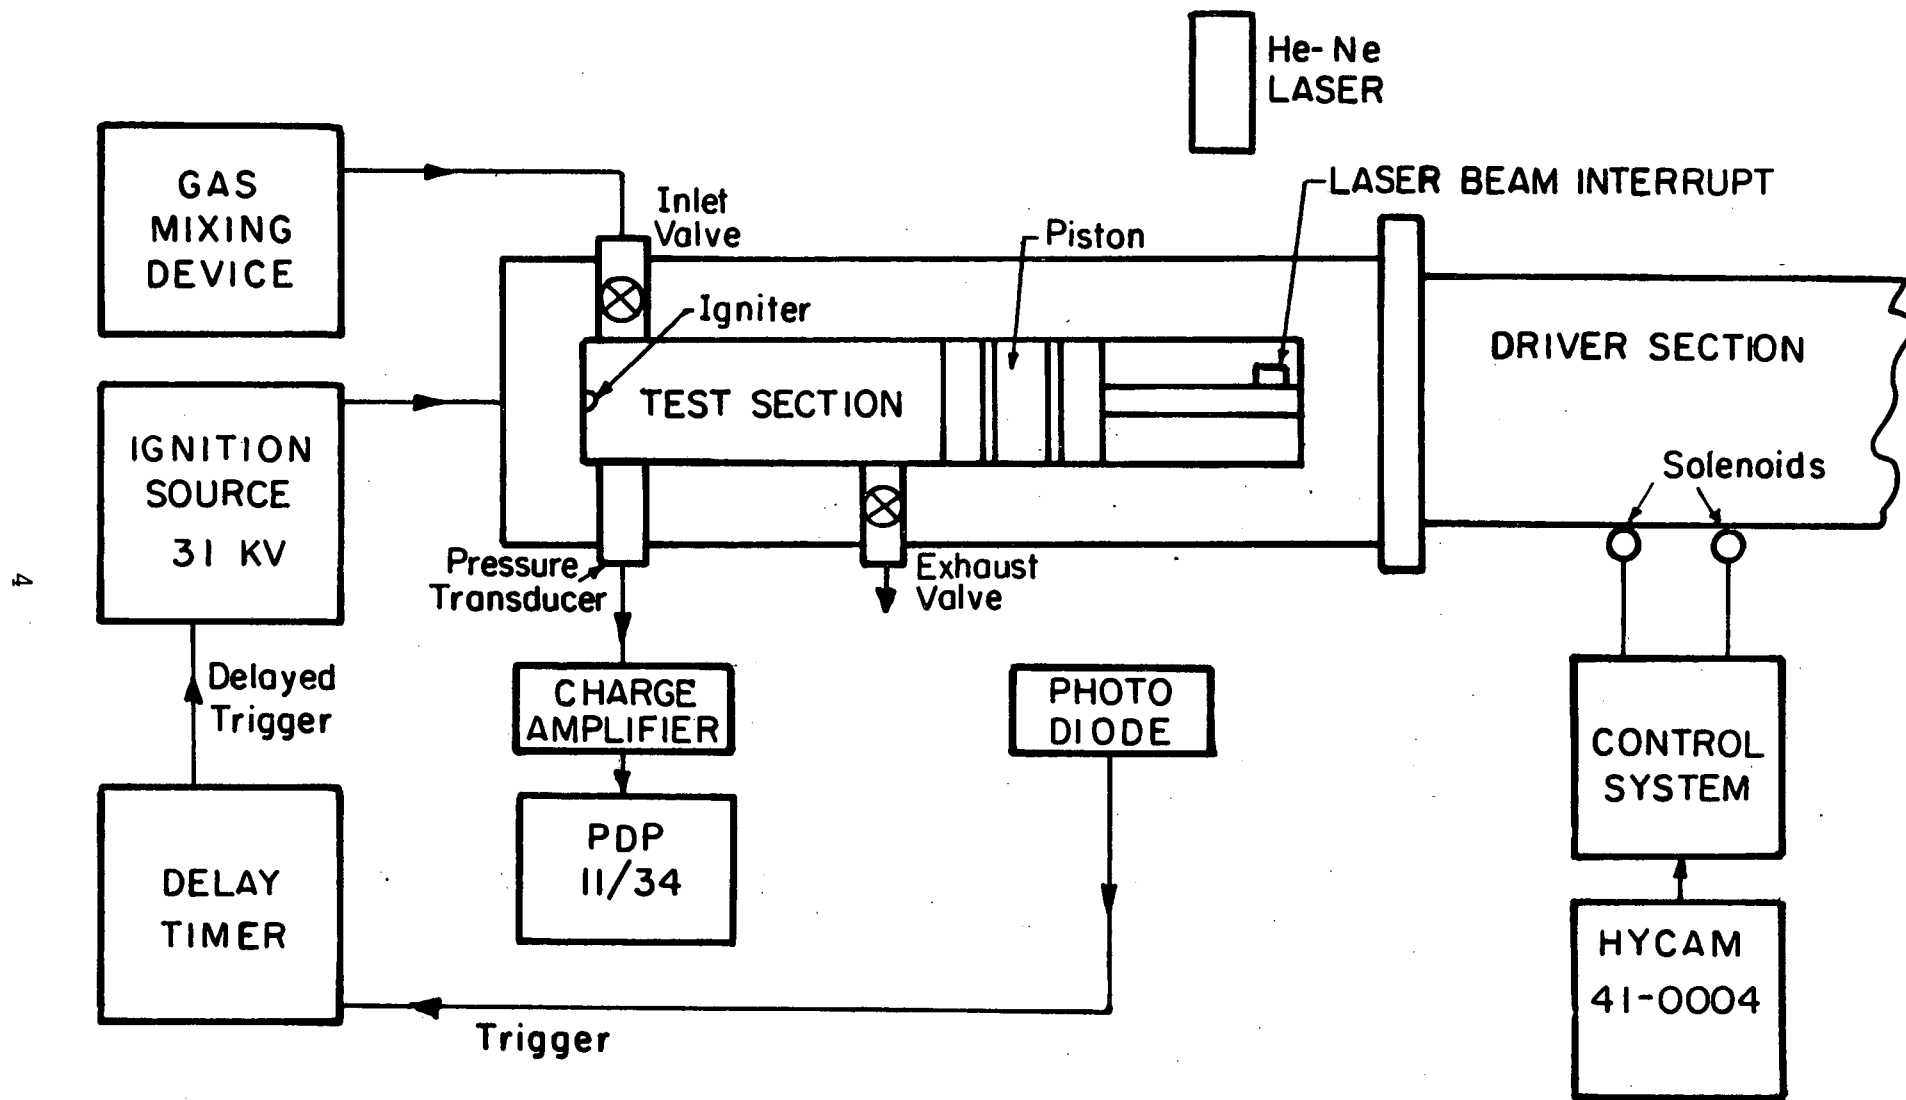 He-Ne
LASER
GAS
MIXING
DEVICE
Inlet
Valve
LASER BEAM INTERRUPT
Piston
Igniter
DRIVER SECTION
TEST SECTION
IGNITION
SOURCE
31 KV
Solenoids
Pressure
Transducer
Exhaust
Valve
4
Delayed
Trigger
CHARGE
AMPLIFIER
PHOTO
DIODE
CONTROL
SYSTEM
PDP
11/34
DELAY
TIMER
HYCAM
41-0004
Trigger